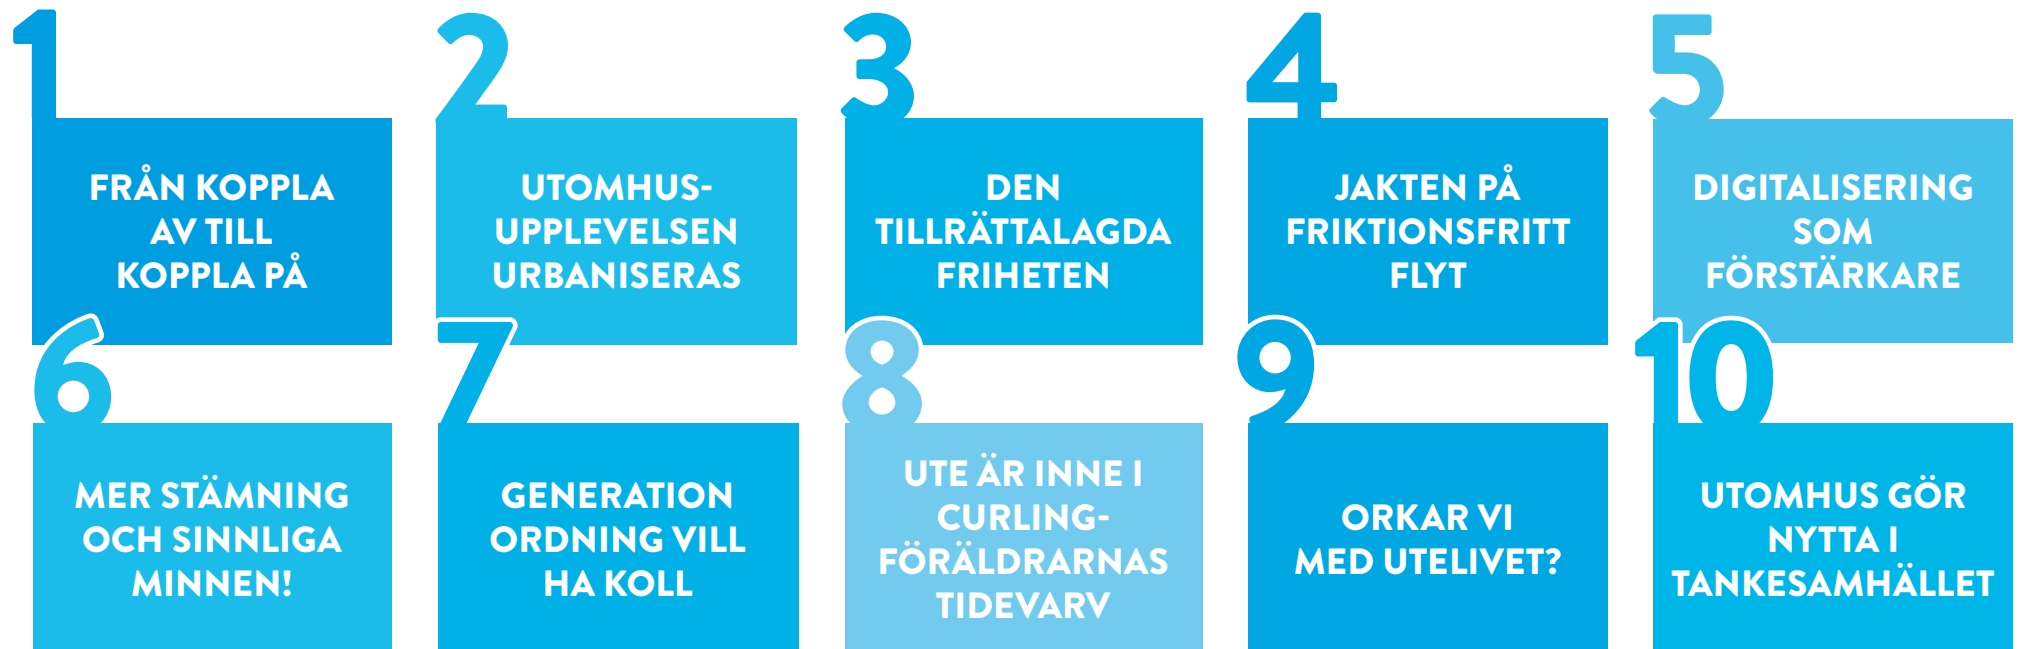 1
FRÅN KOPPLA
AV TILL
KOPPLA PÅ
2
UTOMHUS-
UPPLEVELSEN
URBANISERAS
3
DEN
TILLRÄTTALAGDA
FRIHETEN
4
JAKTEN PÅ
FRIKTIONSFRITT
FLYT
5
DIGITALISERING
SOM
FÖRSTÄRKARE
6
MER STÄMNING
OCH SINNLIGA
MINNEN!
7
GENERATION
ORDNING VILL
HA KOLL
8
UTE ÄR INNE I
CURLING-
FÖRÄLDRARNAS
TIDEVARV
9
ORKAR VI
MED UTELIVET?
10
UTOMHUS GÖR
NYTTA I
TANKESAMHÄLLET